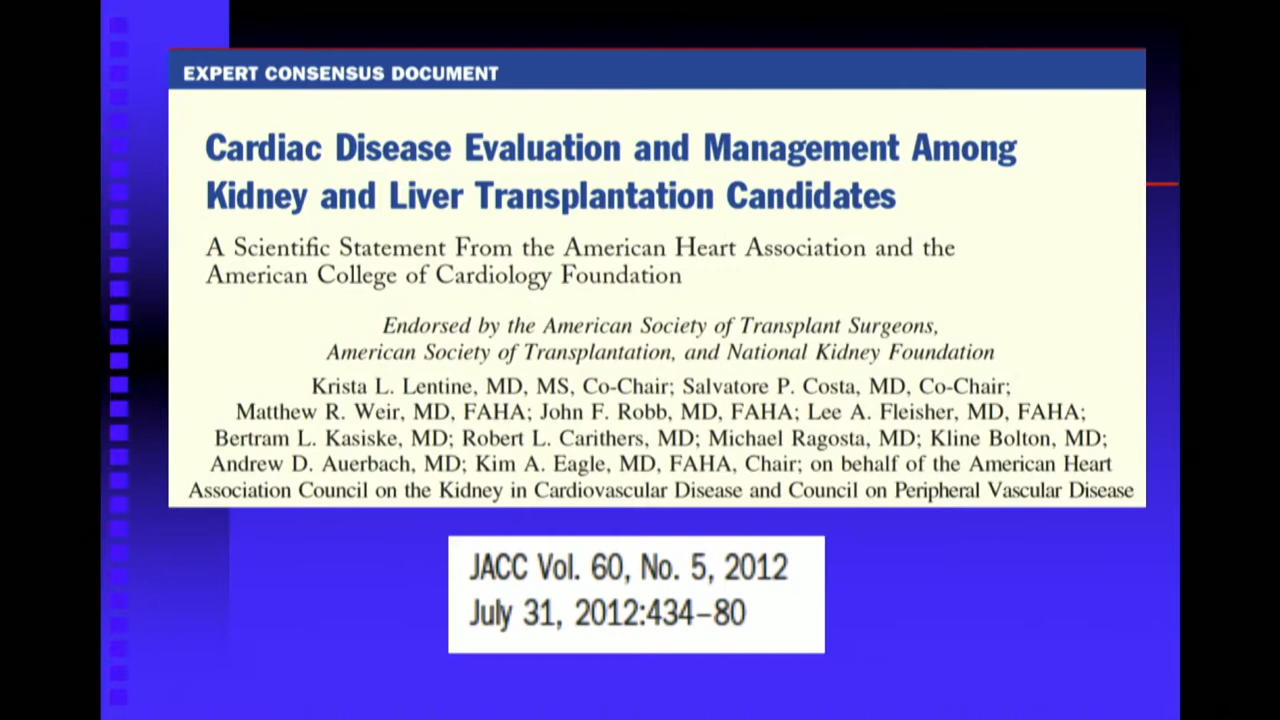 EXPERT CONSENSUS DOCUMENT
Cardiac Disease Evaluation and Management Among
Kidney and Liver Transplantation Candidates
A Scientific Statement From the American Heart Association and the
American College of Cardiology Foundation
Endorsed by the American Society of Transplant Surgeons,
American Society of Transplantation, and National Kidney Foundation
Krista L. Lentine, MD, MS, Co-Chair; Salvatore P. Costa, MD, Co-Chair;
Matthew R. Weir, MD, FAHA; John F. Robb, MD, FAHA; Lee A. Fleisher, MD, FAHA;
Bertram L. Kasiske, MD; Robert L. Carithers, MD; Michael Ragosta, MD; Kline Bolton, MD;
Andrew D. Auerbach, MD; Kim A. Eagle, MD, FAHA, Chair; on behalf of the American Heart
Association Council on the Kidney in Cardiovascular Disease and Council on Peripheral Vascular Disease
JACC Vol. 60, No. 5, 2012
July 31, 2012:434–80